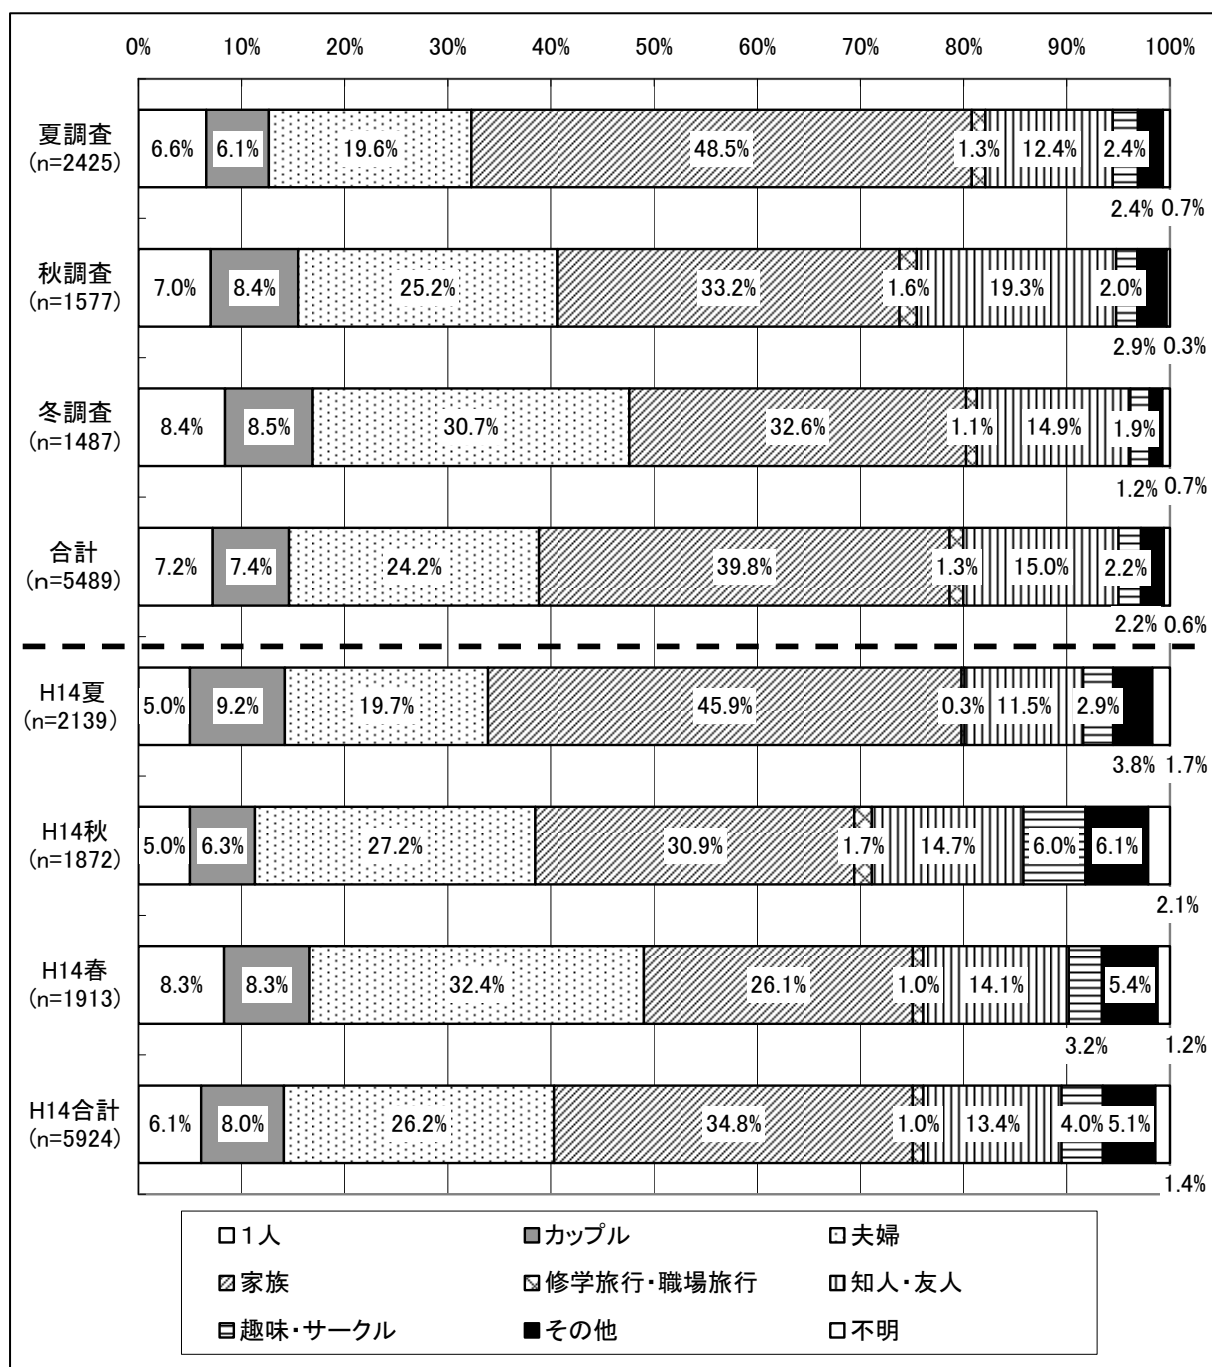 0% 10% 20% 30% 40% 50% 60% 70% 80% 90% 100%
夏調査
(n=2425)
6.6% 6.1% 19.6% 48.5% 1.3% 12.4% 2.4%
2.4% 0.7%
秋調査
(n=1577)
7.0% 8.4% 25.2% 33.2% 1.6% 19.3% 2.0%
2.9% 0.3%
冬調査
(n=1487)
8.4% 8.5% 30.7% 32.6% 1.1% 14.9% 1.9%
1.2% 0.7%
合計
(n=5489)
7.2% 7.4% 24.2% 39.8% 1.3% 15.0% 2.2%
2.2% 0.6%
H14夏
(n=2139)
5.0% 9.2% 19.7% 45.9% 0.3% 11.5% 2.9%
3.8% 1.7%
H14秋
(n=1872)
5.0% 6.3% 27.2% 30.9% 1.7% 14.7% 6.0% 6.1%
2.1%
H14春
(n=1913)
8.3% 8.3% 32.4% 26.1% 1.0% 14.1% 5.4%
3.2% 1.2%
H14合計
(n=5924)
6.1% 8.0% 26.2% 34.8% 1.0% 13.4% 4.0% 5.1%
1.4%
１人 カップル 夫婦
家族 修学旅行・職場旅行 知人・友人
趣味・サークル その他 不明